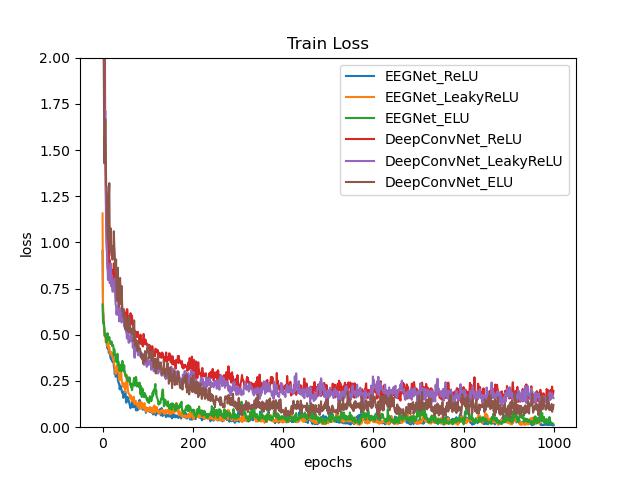 Train Loss
2.00
1.75
1.50
1.25
1.00
0.75
0.50
0.25
0.00
loss
EEGNet_ReLU
EEGNet_LeakyReLU
EEGNet_ELU
DeepConvNet_ReLU
DeepConvNet_LeakyReLU
DeepConvNet_ELU
0 200 400 600 800 1000
epochs